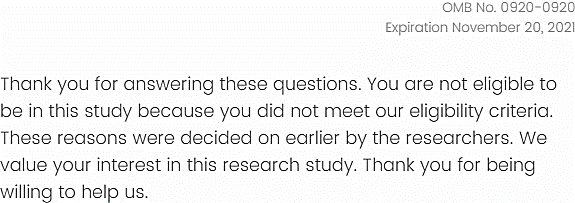 OMB No. 0920-0920
Expiration November 20, 2021
Thank you for answering these questions. You are not eligible to
be in this study because you did not meet our eligibility criteria.
These reasons were decided on earlier by the researchers. We
value your interest in this research study. Thank you for being
willing to help us.